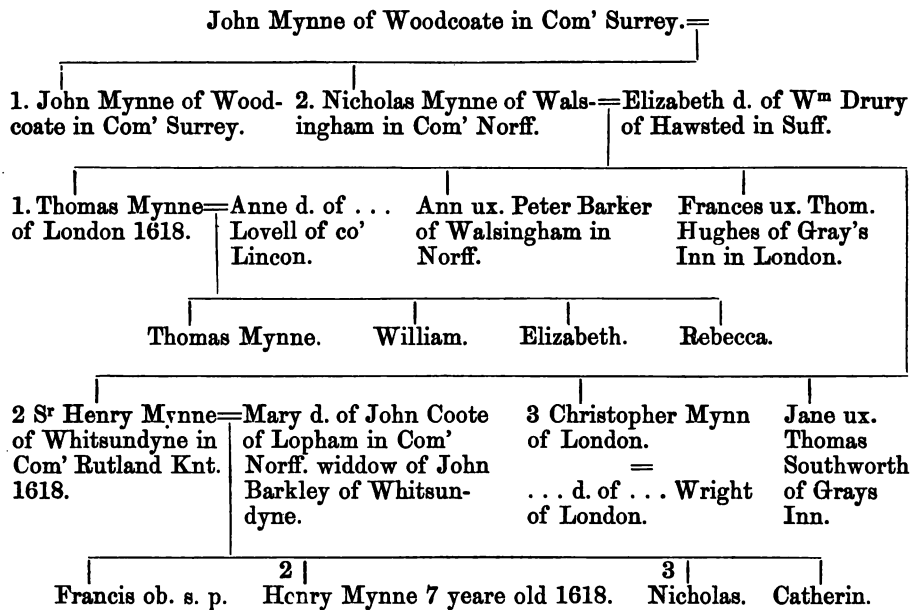 John Mynne of Woodcoate in Com' Surrey.=
1. John Mynne of Wood-
coate in Com' Surrey.
2. Nicholas Mynne of Wals-=
ingham in Com' Norff.
Elizabeth d. of Wᵐ Drury
of Hawsted in Suff.
1. Thomas Mynne=
of London 1618.
Anne d. of ...
Lovell of co'
Lincon.
Ann ux. Peter Barker
of Walsingham in
Norff.
Frances ux. Thom.
Hughes of Gray's
Inn in London.
Thomas Mynne.
William.
Elizabeth.
Rebecca.
2 Sʳ Henry Mynne=
of Whitsundyne in
Com' Rutland Knt.
1618.
Mary d. of John Coote
of Lopham in Com'
Norff. widdow of John
Barkley of Whitsun-
dyne.
3 Christopher Mynn
of London.
=
... d. of ... Wright
of London.
Jane ux.
Thomas
Southworth
of Grays
Inn.
Francis ob. s. p.
2
Henry Mynne 7 yeare old 1618.
3
Nicholas.
Catherin.